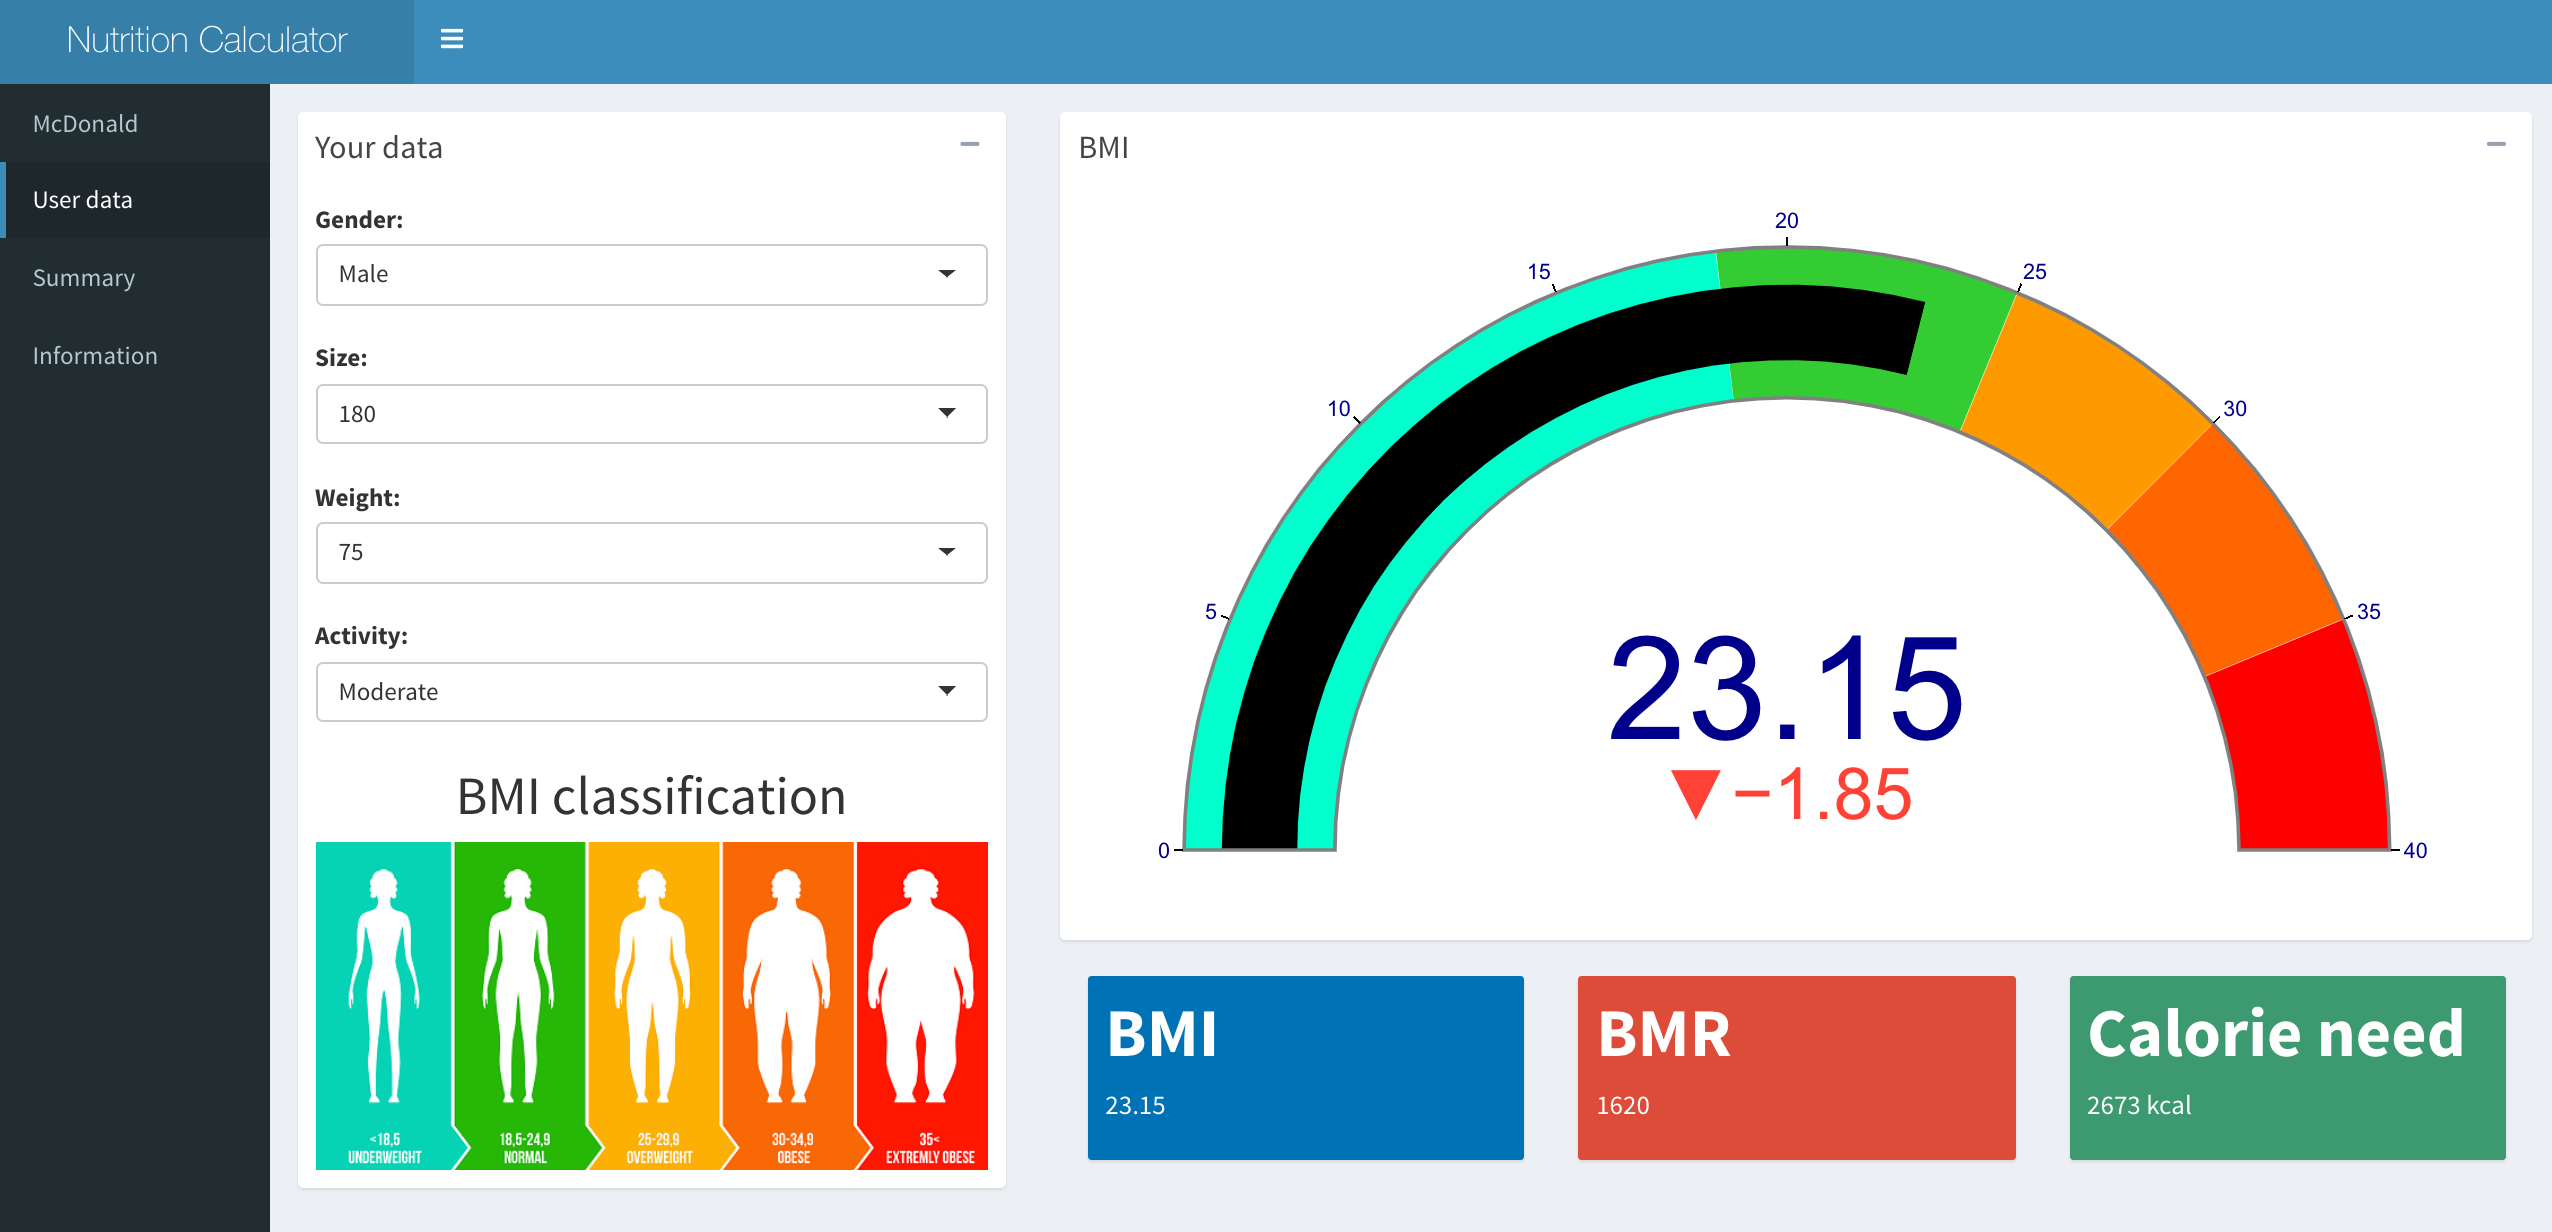 Nutrition Calculator
McDonald
User data
Summary
Information
Your data
Gender:
Male
Size:
180
Weight:
75
Activity:
Moderate
BMI classification
<18,5
UNDERWEIGHT
18,5-24,9
NORMAL
25-29,9
OVERWEIGHT
30-34,9
OBESE
35<
EXTREMLY OBESE
BMI
0
5
10
15
20
25
30
35
40
23.15
▼−1.85
BMI
23.15
BMR
1620
Calorie need
2673 kcal